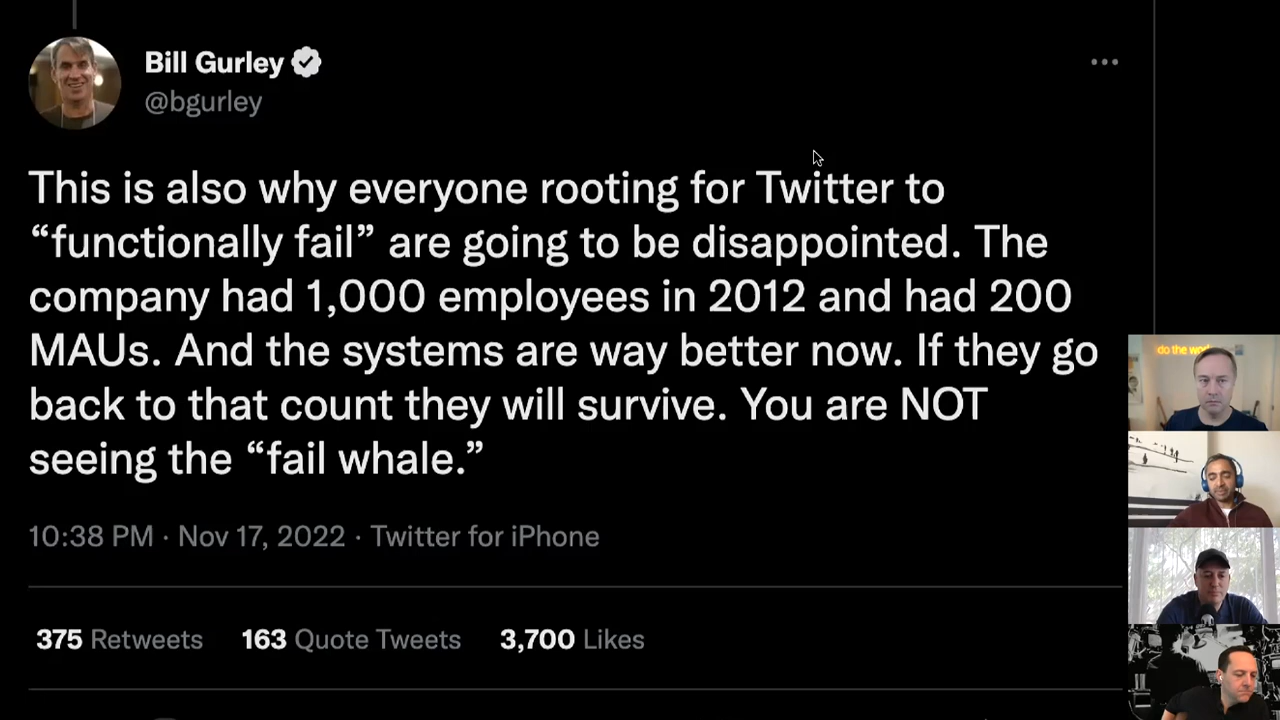 Bill Gurley
@bgurley
This is also why everyone rooting for Twitter to
“functionally fail” are going to be disappointed. The
company had 1,000 employees in 2012 and had 200
MAUs. And the systems are way better now. If they go
back to that count they will survive. You are NOT
seeing the “fail whale.”
10:38 PM · Nov 17, 2022 · Twitter for iPhone
375 Retweets 163 Quote Tweets 3,700 Likes
do the